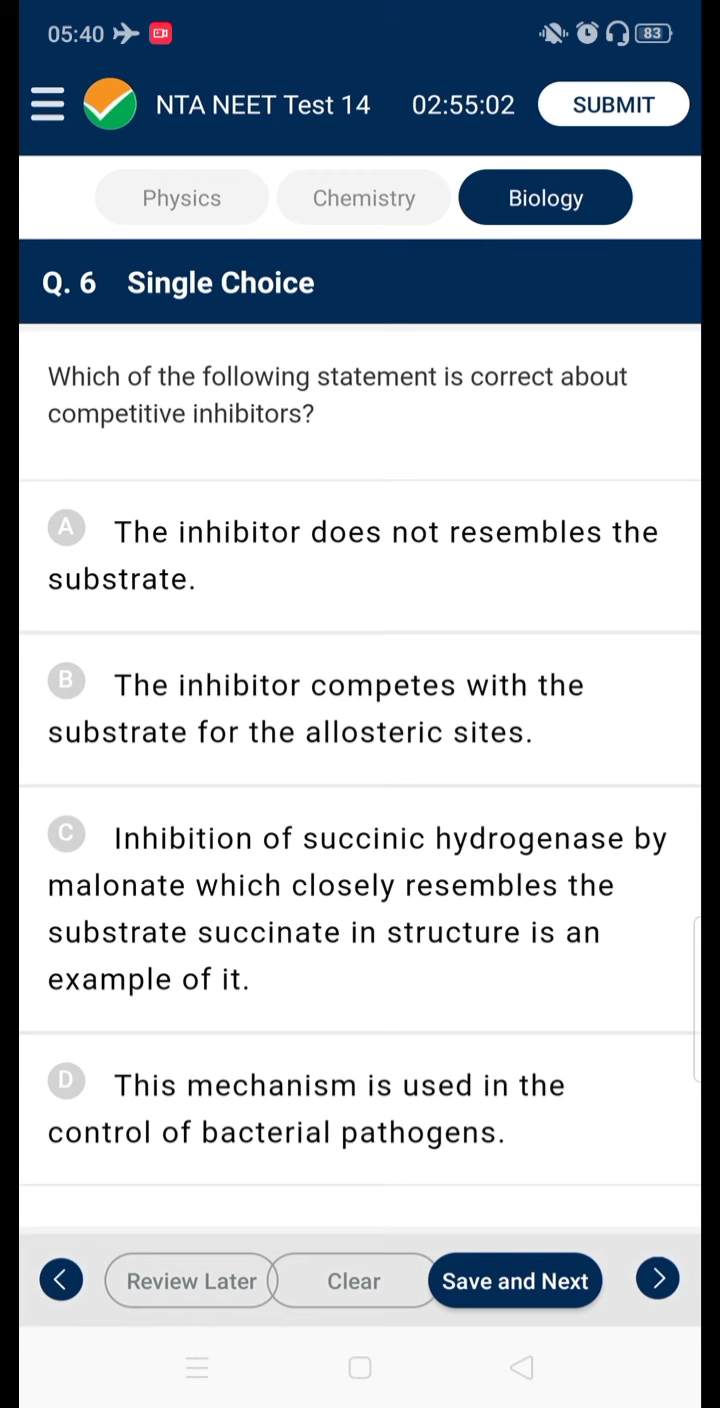 05:40 83
NTA NEET Test 14 02:55:02 SUBMIT
Physics Chemistry Biology
Q. 6 Single Choice
Which of the following statement is correct about
competitive inhibitors?
A The inhibitor does not resembles the
substrate.
B The inhibitor competes with the
substrate for the allosteric sites.
C Inhibition of succinic hydrogenase by
malonate which closely resembles the
substrate succinate in structure is an
example of it.
D This mechanism is used in the
control of bacterial pathogens.
Review Later Clear Save and Next